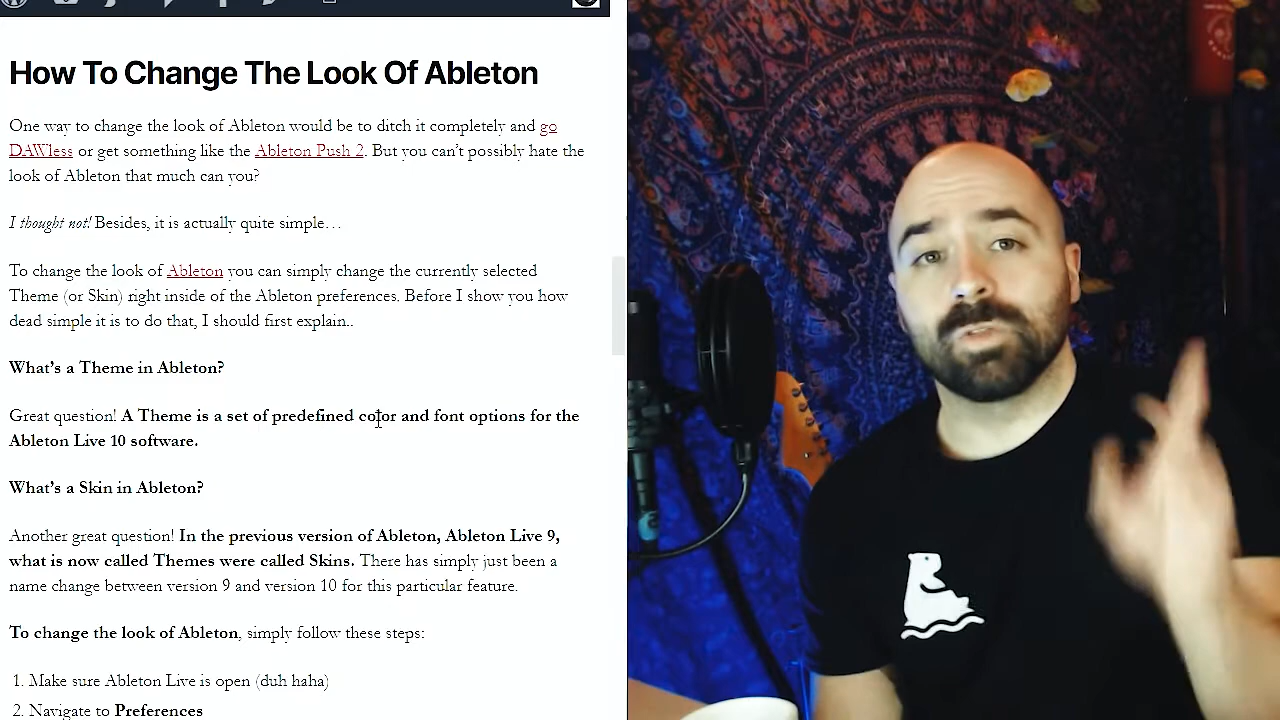 How To Change The Look Of Ableton
One way to change the look of Ableton would be to ditch it completely and go
DAWless or get something like the Ableton Push 2. But you can't possibly hate the
look of Ableton that much can you?
I thought not! Besides, it is actually quite simple…
To change the look of Ableton you can simply change the currently selected
Theme (or Skin) right inside of the Ableton preferences. Before I show you how
dead simple it is to do that, I should first explain..
What's a Theme in Ableton?
Great question! A Theme is a set of predefined color and font options for the
Ableton Live 10 software.
What's a Skin in Ableton?
Another great question! In the previous version of Ableton, Ableton Live 9,
what is now called Themes were called Skins. There has simply just been a
name change between version 9 and version 10 for this particular feature.
To change the look of Ableton, simply follow these steps:
1. Make sure Ableton Live is open (duh haha)
2. Navigate to Preferences